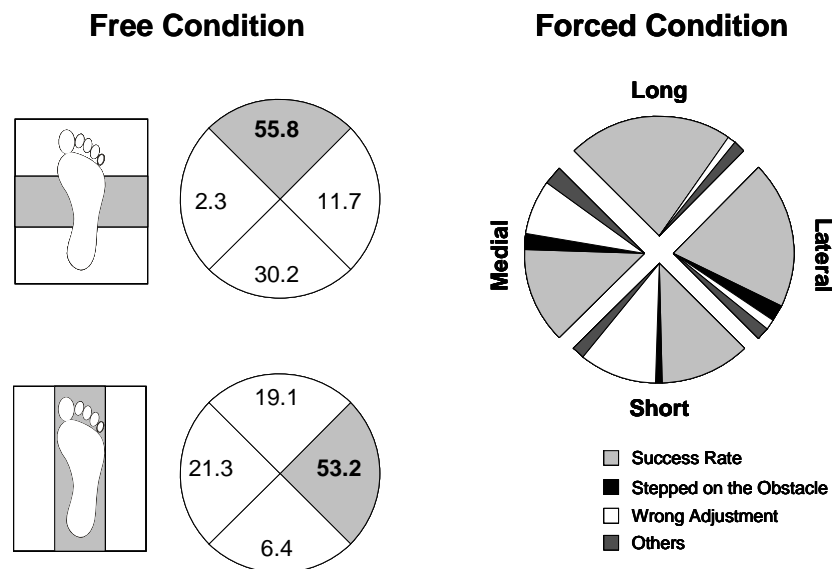 Free Condition
Forced Condition
55.8
2.3
11.7
30.2
19.1
21.3
53.2
6.4
Long
Medial
Lateral
Short
Success Rate
Stepped on the Obstacle
Wrong Adjustment
Others